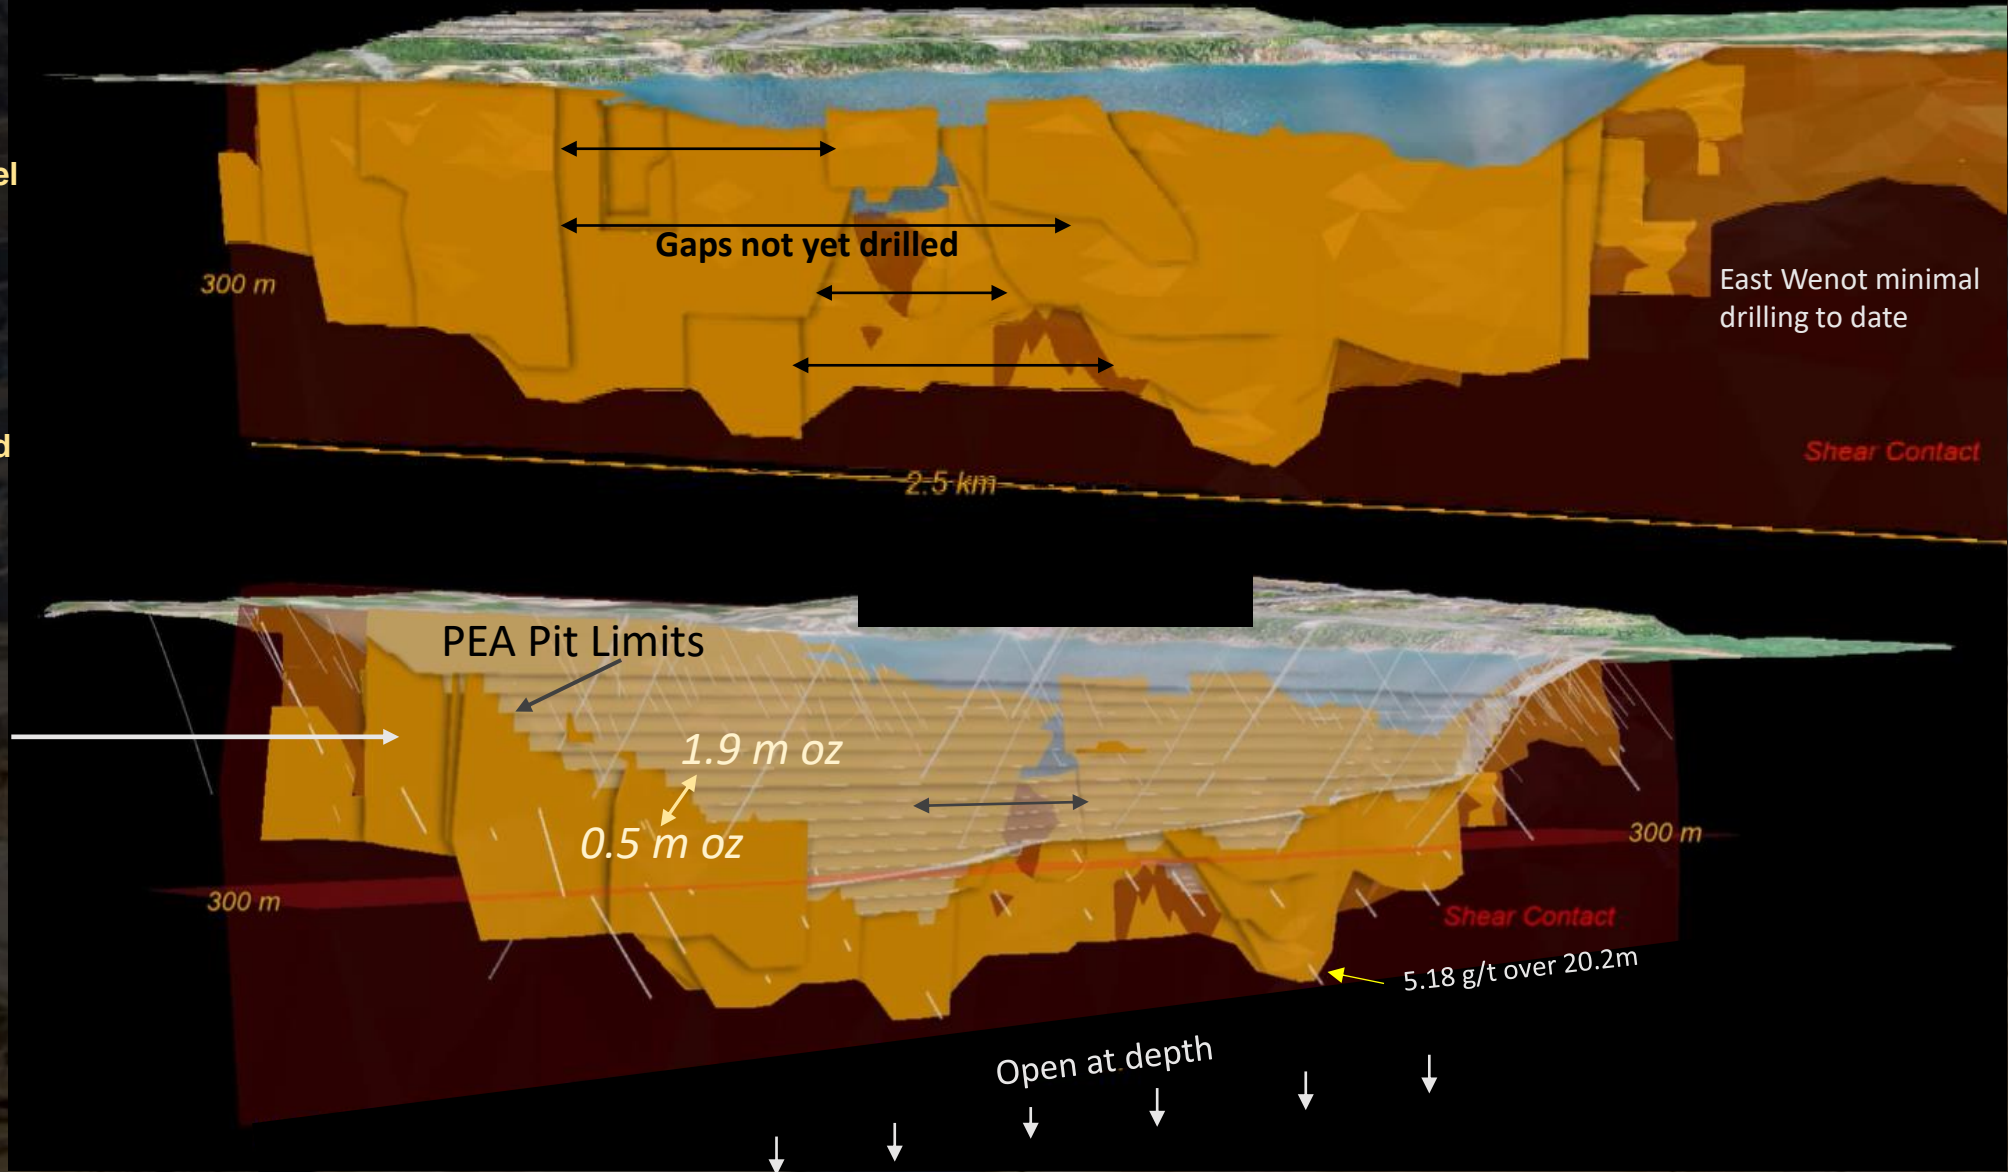 el
Gaps not yet drilled
300 m
East Wenot minimal
drilling to date
d
Shear Contact
2.5 km
PEA Pit Limits
1.9 m oz
0.5 m oz
300 m
300 m
Shear Contact
5.18 g/t over 20.2m
Open at depth